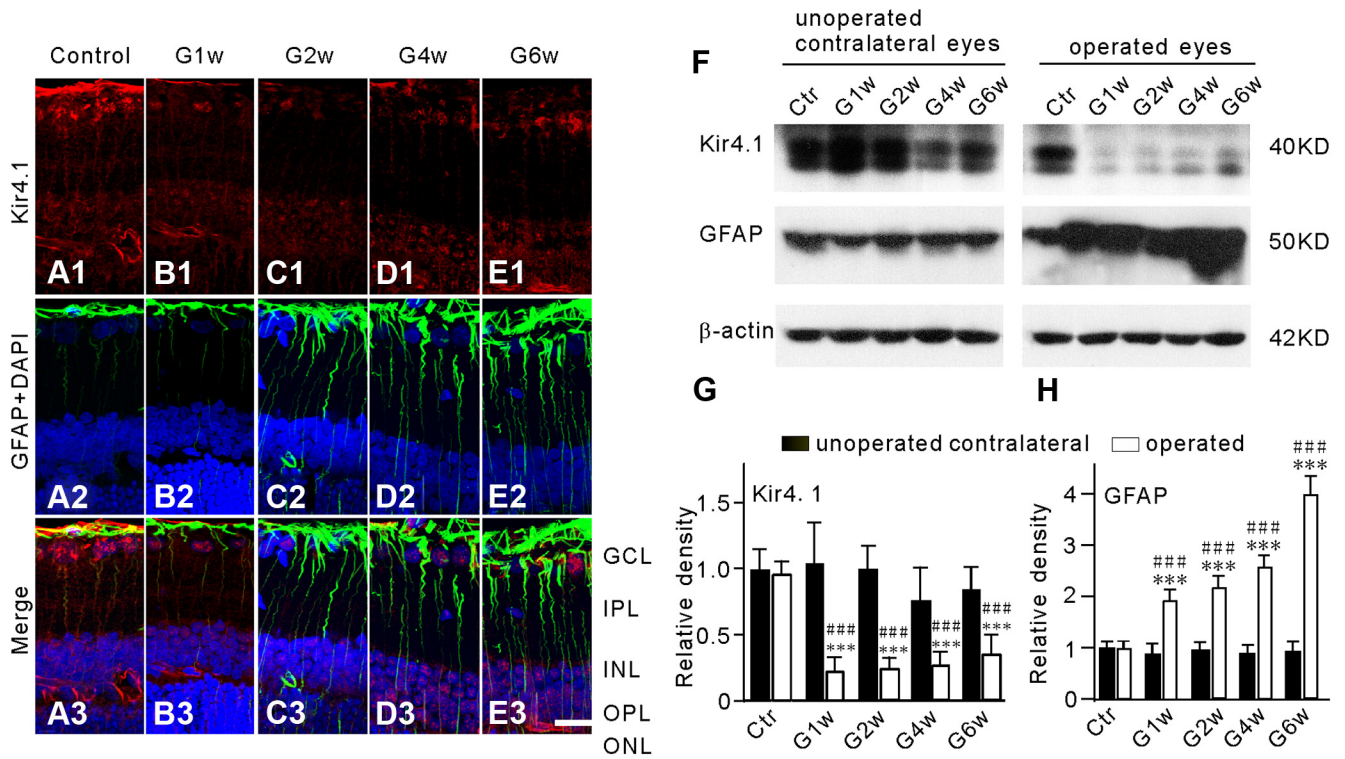 Control G1w G2w G4w G6w
Kir4.1
A1 B1 C1 D1 E1
GFAP+DAPI
A2 B2 C2 D2 E2
Merge
A3 B3 C3 D3 E3
GCL
IPL
INL
OPL
ONL
F
unoperated
contralateral eyes
operated eyes
Ctr G1w G2w G4w G6w Ctr G1w G2w G4w G6w
Kir4.1 40KD
GFAP 50KD
β-actin 42KD
G H
unoperated contralateral operated
Kir4. 1
Relative density
1.5
1.0
0.5
0
### ### ### ###
*** *** *** ***
Ctr G1w G2w G4w G6w
GFAP
Relative density
4
3
2
1
0
### ### ### ###
*** *** *** ***
Ctr G1w G2w G4w G6w